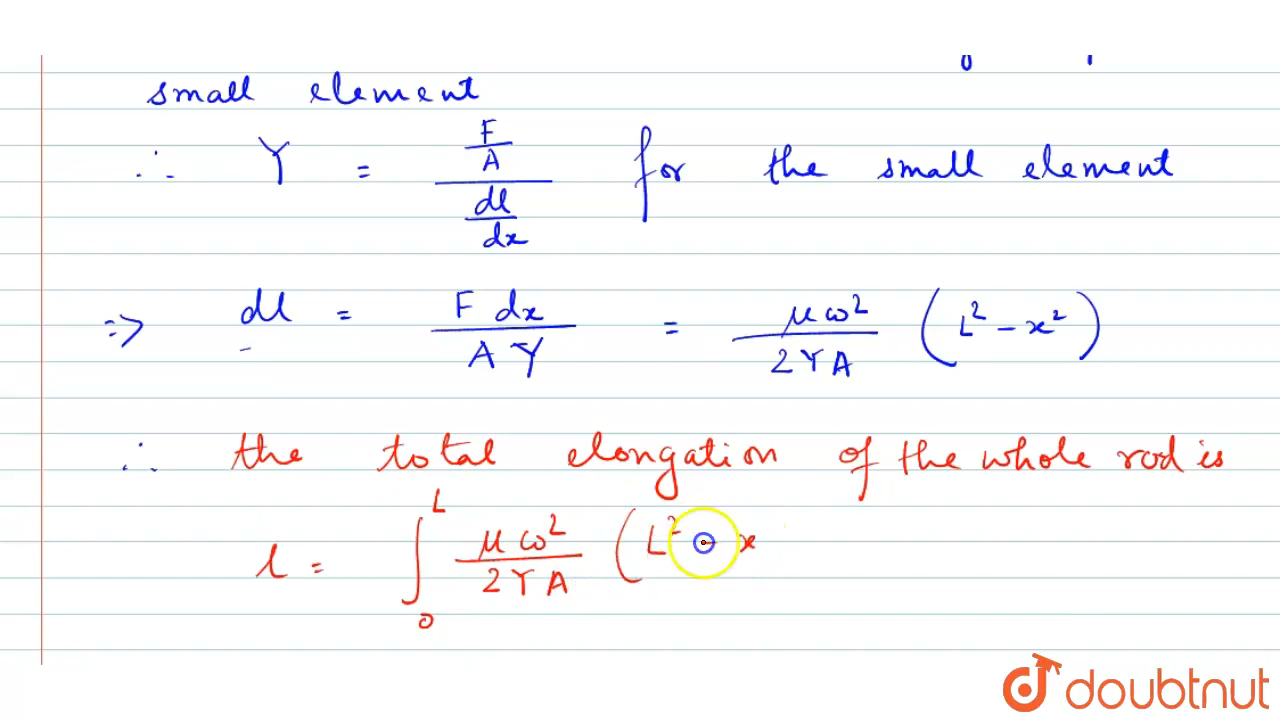 small element
∴ Y = (F/A)/(dl/dx) for the small element
=> dl = F dx / A Y = μω² / 2YA (L² - x²)
∴ the total elongation of the whole rod is
l = ∫₀ᴸ μω² / 2YA (L² - x
doubtnut